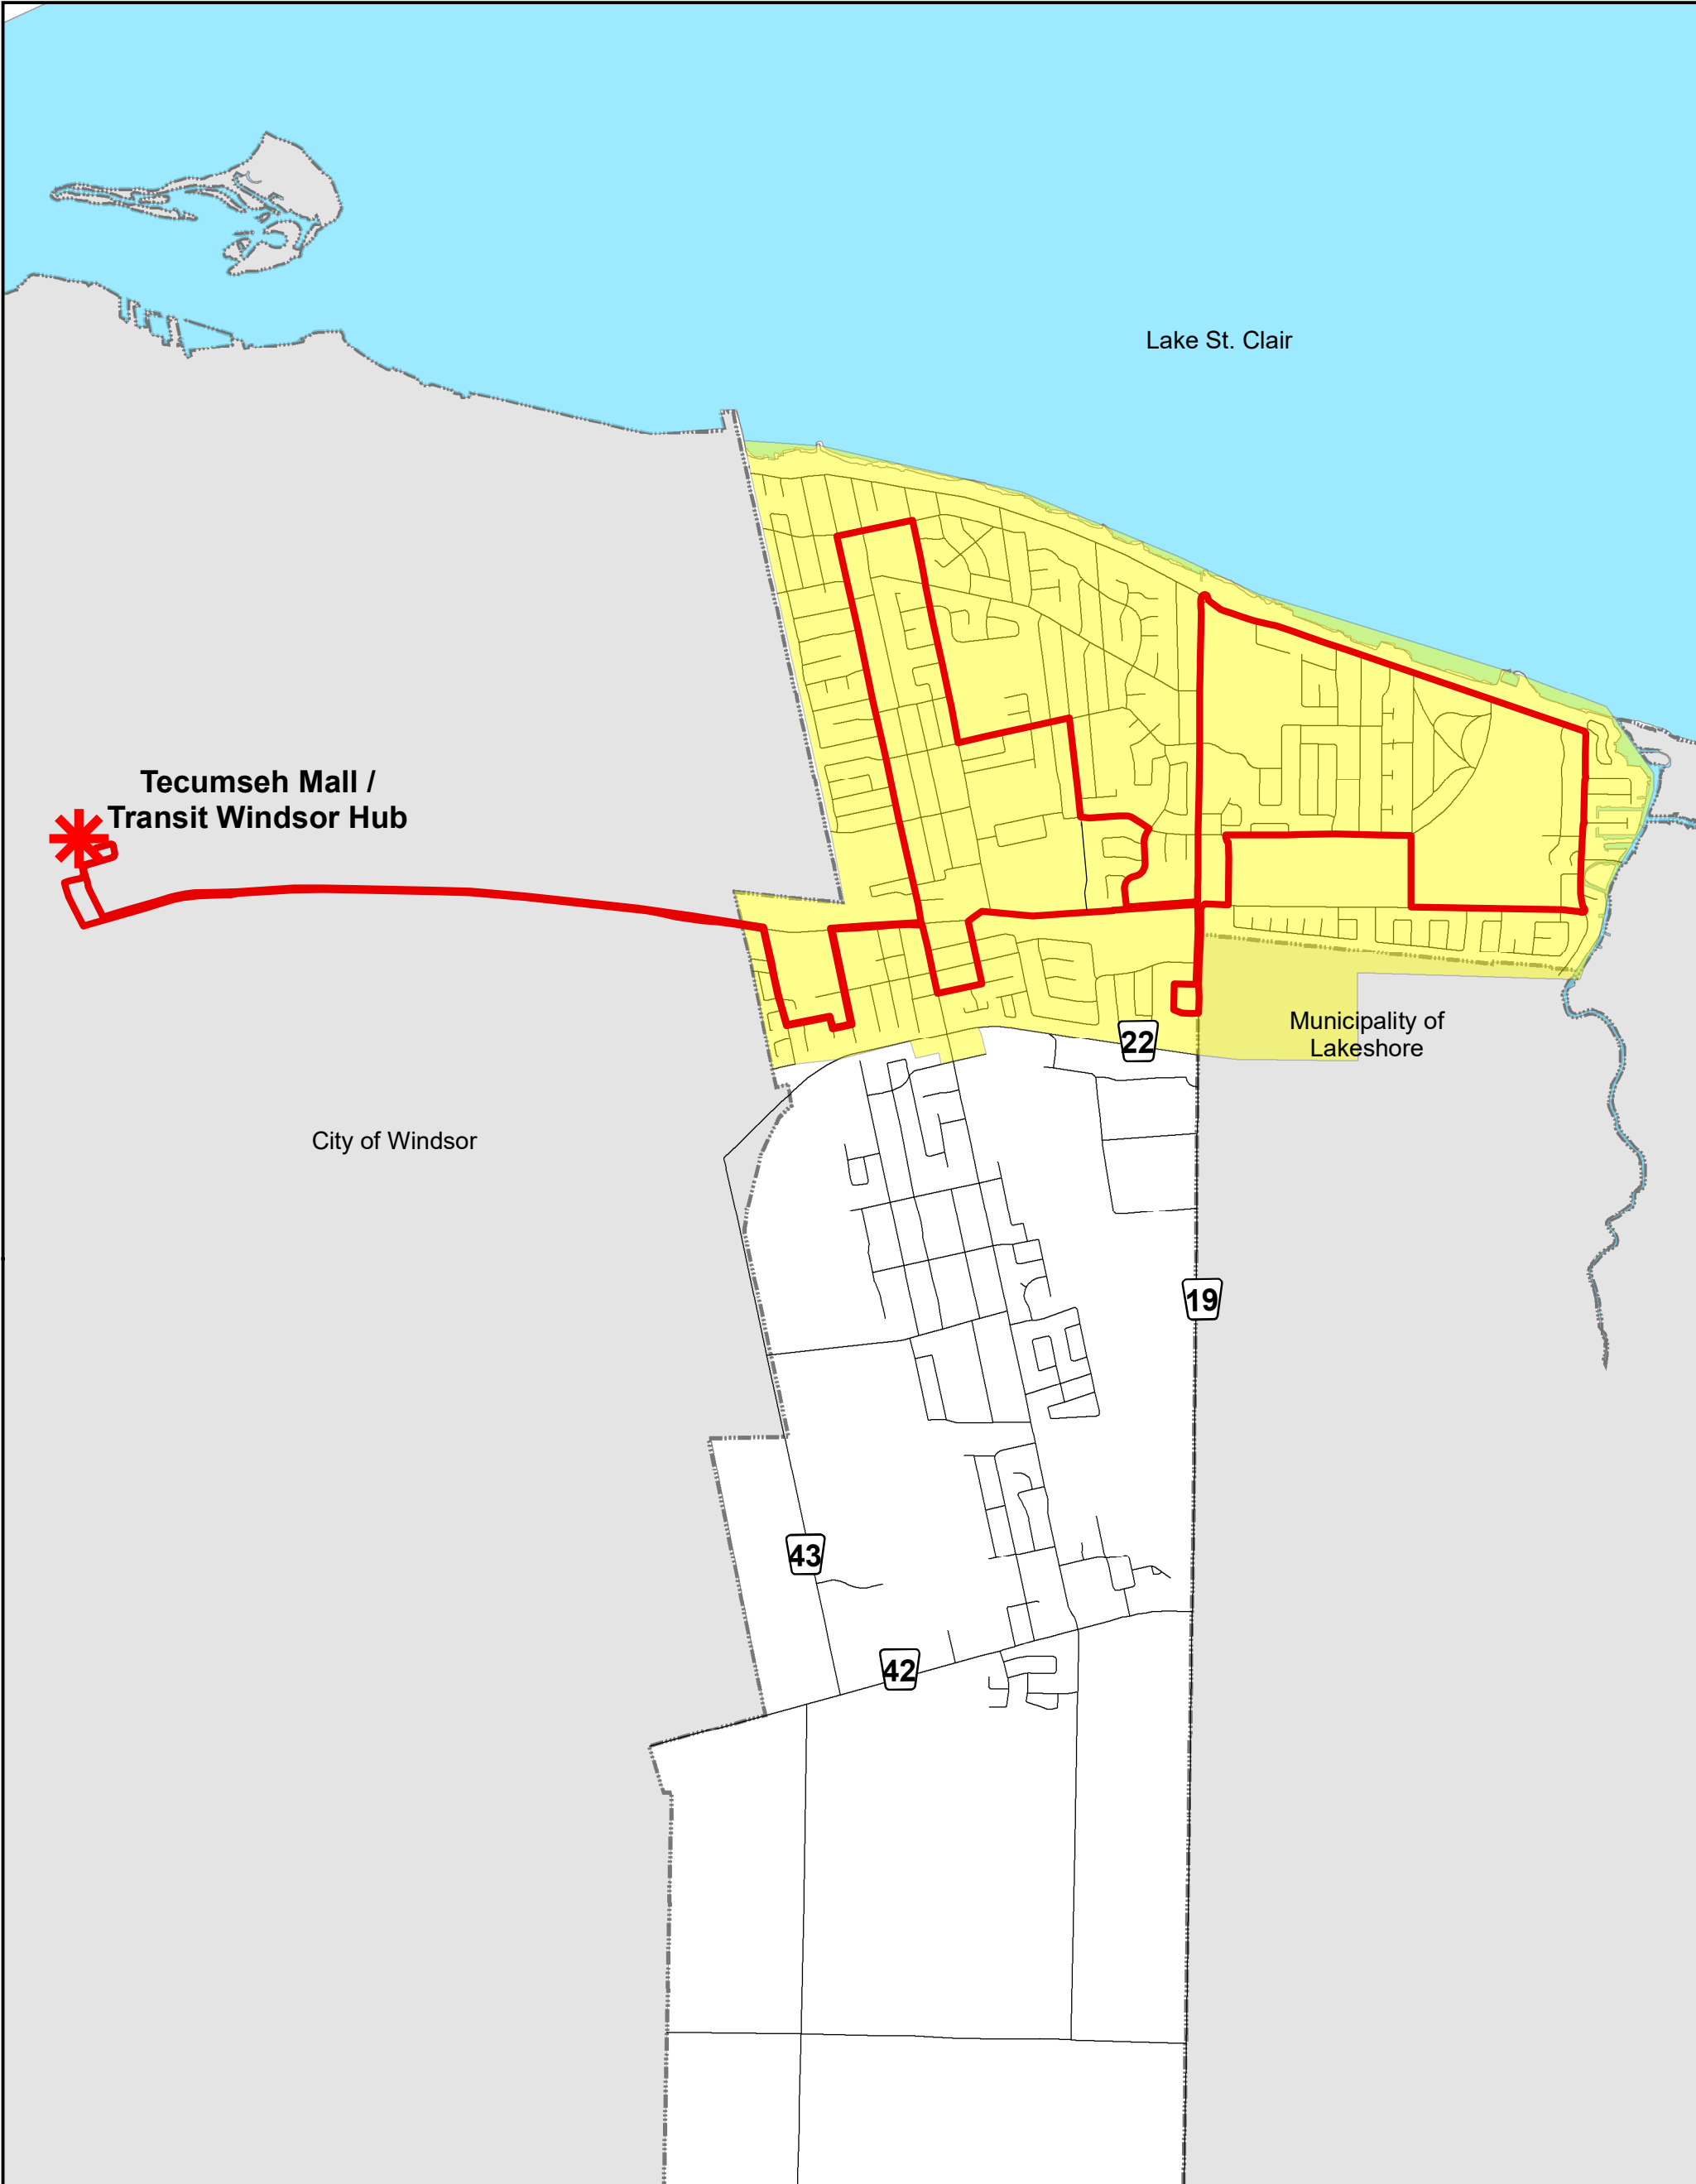 Lake St. Clair
Tecumseh Mall /
Transit Windsor Hub
Municipality of
Lakeshore
22
City of Windsor
19
43
42